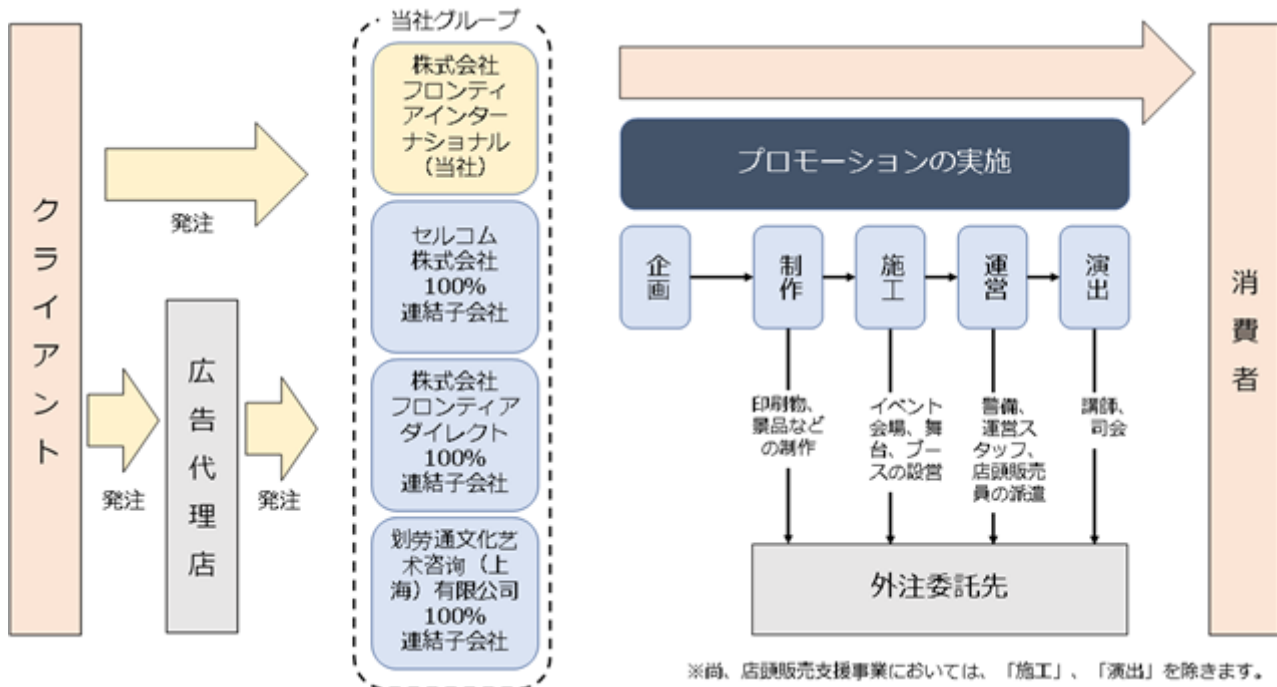 クライアント
発注
発注
広告代理店
発注
当社グループ
株式会社
フロンティ
アインター
ナショナル
（当社）
セルコム
株式会社
100%
連結子会社
株式会社
フロンティア
ダイレクト
100%
連結子会社
划劳通文化艺
术咨询（上
海）有限公司
100%
連結子会社
プロモーションの実施
企画
制作
施工
運営
演出
印刷物、
景品など
の制作
イベント
会場、舞
台、ブー
スの設営
警備、
運営ス
タッフ、
店頭販売
員の派遣
講師、
司会
外注委託先
消費者
※尚、店頭販売支援事業においては、「施工」、「演出」を除きます。